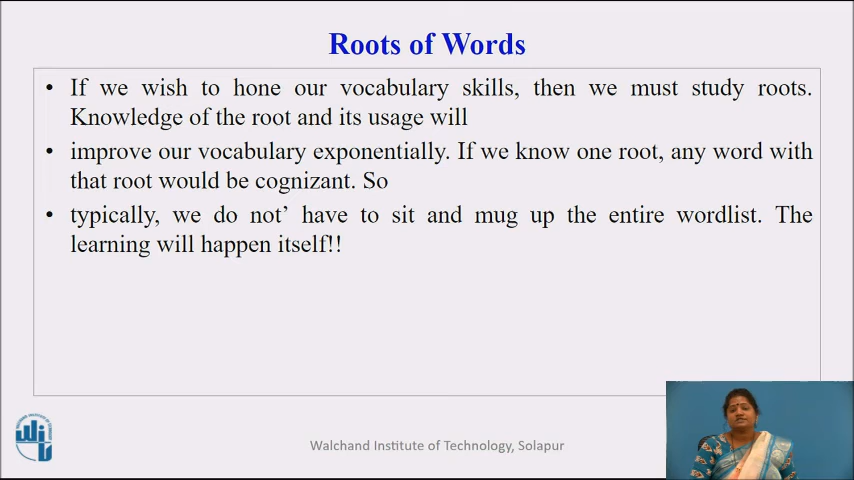 Roots of Words
• If we wish to hone our vocabulary skills, then we must study roots.
Knowledge of the root and its usage will
• improve our vocabulary exponentially. If we know one root, any word with
that root would be cognizant. So
• typically, we do not’ have to sit and mug up the entire wordlist. The
learning will happen itself!!
Walchand Institute of Technology, Solapur